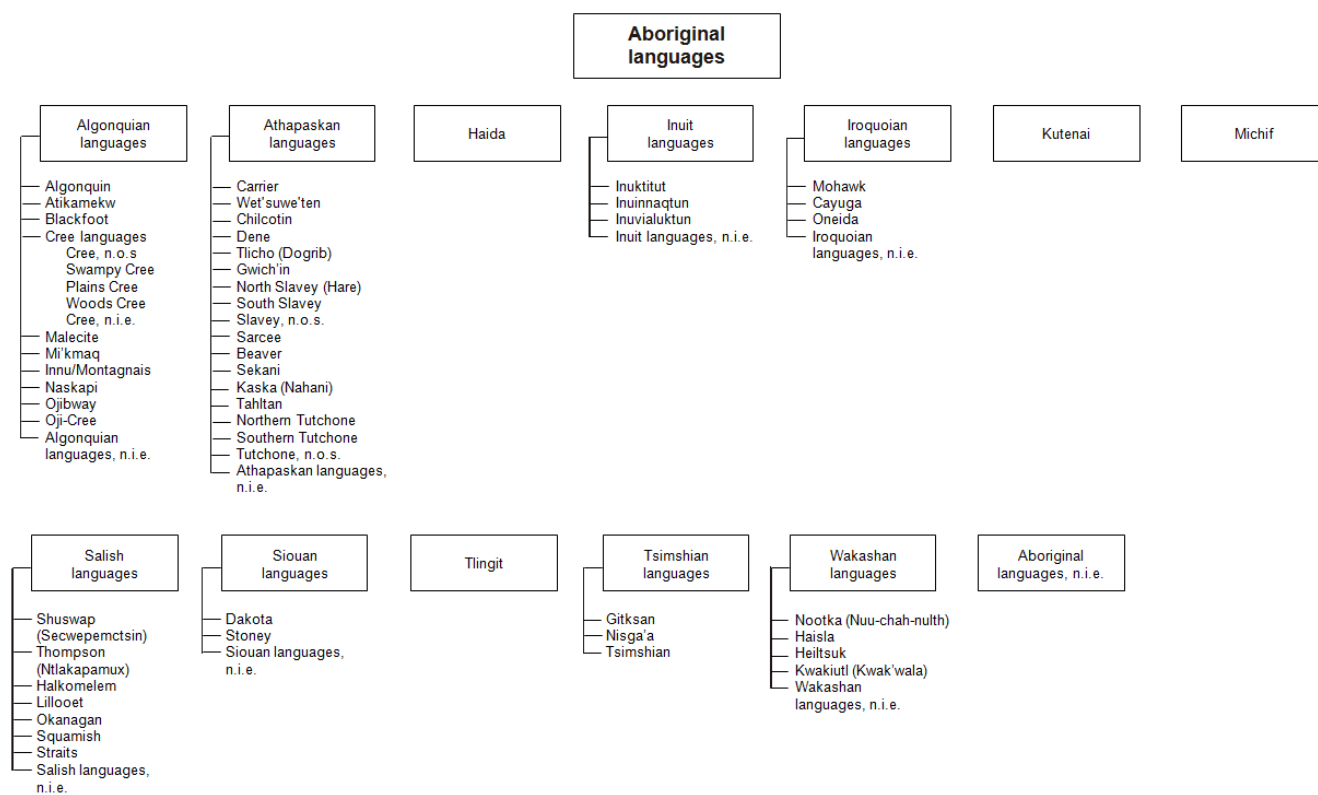 Aboriginal
languages
Algonquian
languages
Algonquin
Atikamekw
Blackfoot
Cree languages
Cree, n.o.s
Swampy Cree
Plains Cree
Woods Cree
Cree, n.i.e.
Malecite
Mi'kmaq
Innu/Montagnais
Naskapi
Ojibway
Oji-Cree
Algonquian
languages, n.i.e.
Athapaskan
languages
Carrier
Wet'suwe'ten
Chilcotin
Dene
Tlicho (Dogrib)
Gwich'in
North Slavey (Hare)
South Slavey
Slavey, n.o.s.
Sarcee
Beaver
Sekani
Kaska (Nahani)
Tahltan
Northern Tutchone
Southern Tutchone
Tutchone, n.o.s.
Athapaskan languages,
n.i.e.
Haida
Inuit
languages
Inuktitut
Inuinnaqtun
Inuvialuktun
Inuit languages, n.i.e.
Iroquoian
languages
Mohawk
Cayuga
Oneida
Iroquoian
languages, n.i.e.
Kutenai
Michif
Salish
languages
Shuswap
(Secwepemctsin)
Thompson
(Ntlakapamux)
Halkomelem
Lillooet
Okanagan
Squamish
Straits
Salish languages,
n.i.e.
Siouan
languages
Dakota
Stoney
Siouan languages,
n.i.e.
Tlingit
Tsimshian
languages
Gitksan
Nisga'a
Tsimshian
Wakashan
languages
Nootka (Nuu-chah-nulth)
Haisla
Heiltsuk
Kwakiutl (Kwak'wala)
Wakashan
languages, n.i.e.
Aboriginal
languages, n.i.e.